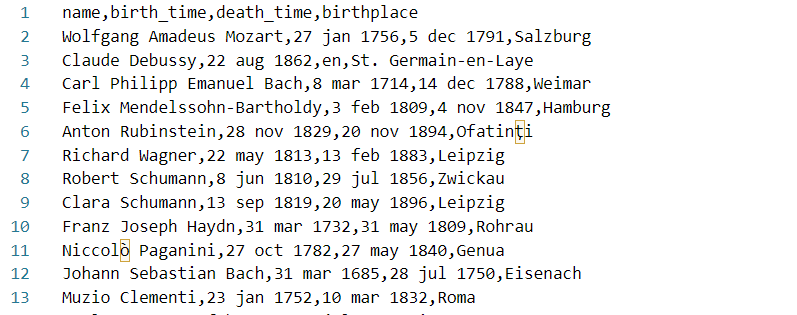 1 name,birth_time,death_time,birthplace
2 Wolfgang Amadeus Mozart,27 jan 1756,5 dec 1791,Salzburg
3 Claude Debussy,22 aug 1862,en,St. Germain-en-Laye
4 Carl Philipp Emanuel Bach,8 mar 1714,14 dec 1788,Weimar
5 Felix Mendelssohn-Bartholdy,3 feb 1809,4 nov 1847,Hamburg
6 Anton Rubinstein,28 nov 1829,20 nov 1894,Ofatinți
7 Richard Wagner,22 may 1813,13 feb 1883,Leipzig
8 Robert Schumann,8 jun 1810,29 jul 1856,Zwickau
9 Clara Schumann,13 sep 1819,20 may 1896,Leipzig
10 Franz Joseph Haydn,31 mar 1732,31 may 1809,Rohrau
11 Niccolò Paganini,27 oct 1782,27 may 1840,Genua
12 Johann Sebastian Bach,31 mar 1685,28 jul 1750,Eisenach
13 Muzio Clementi,23 jan 1752,10 mar 1832,Roma